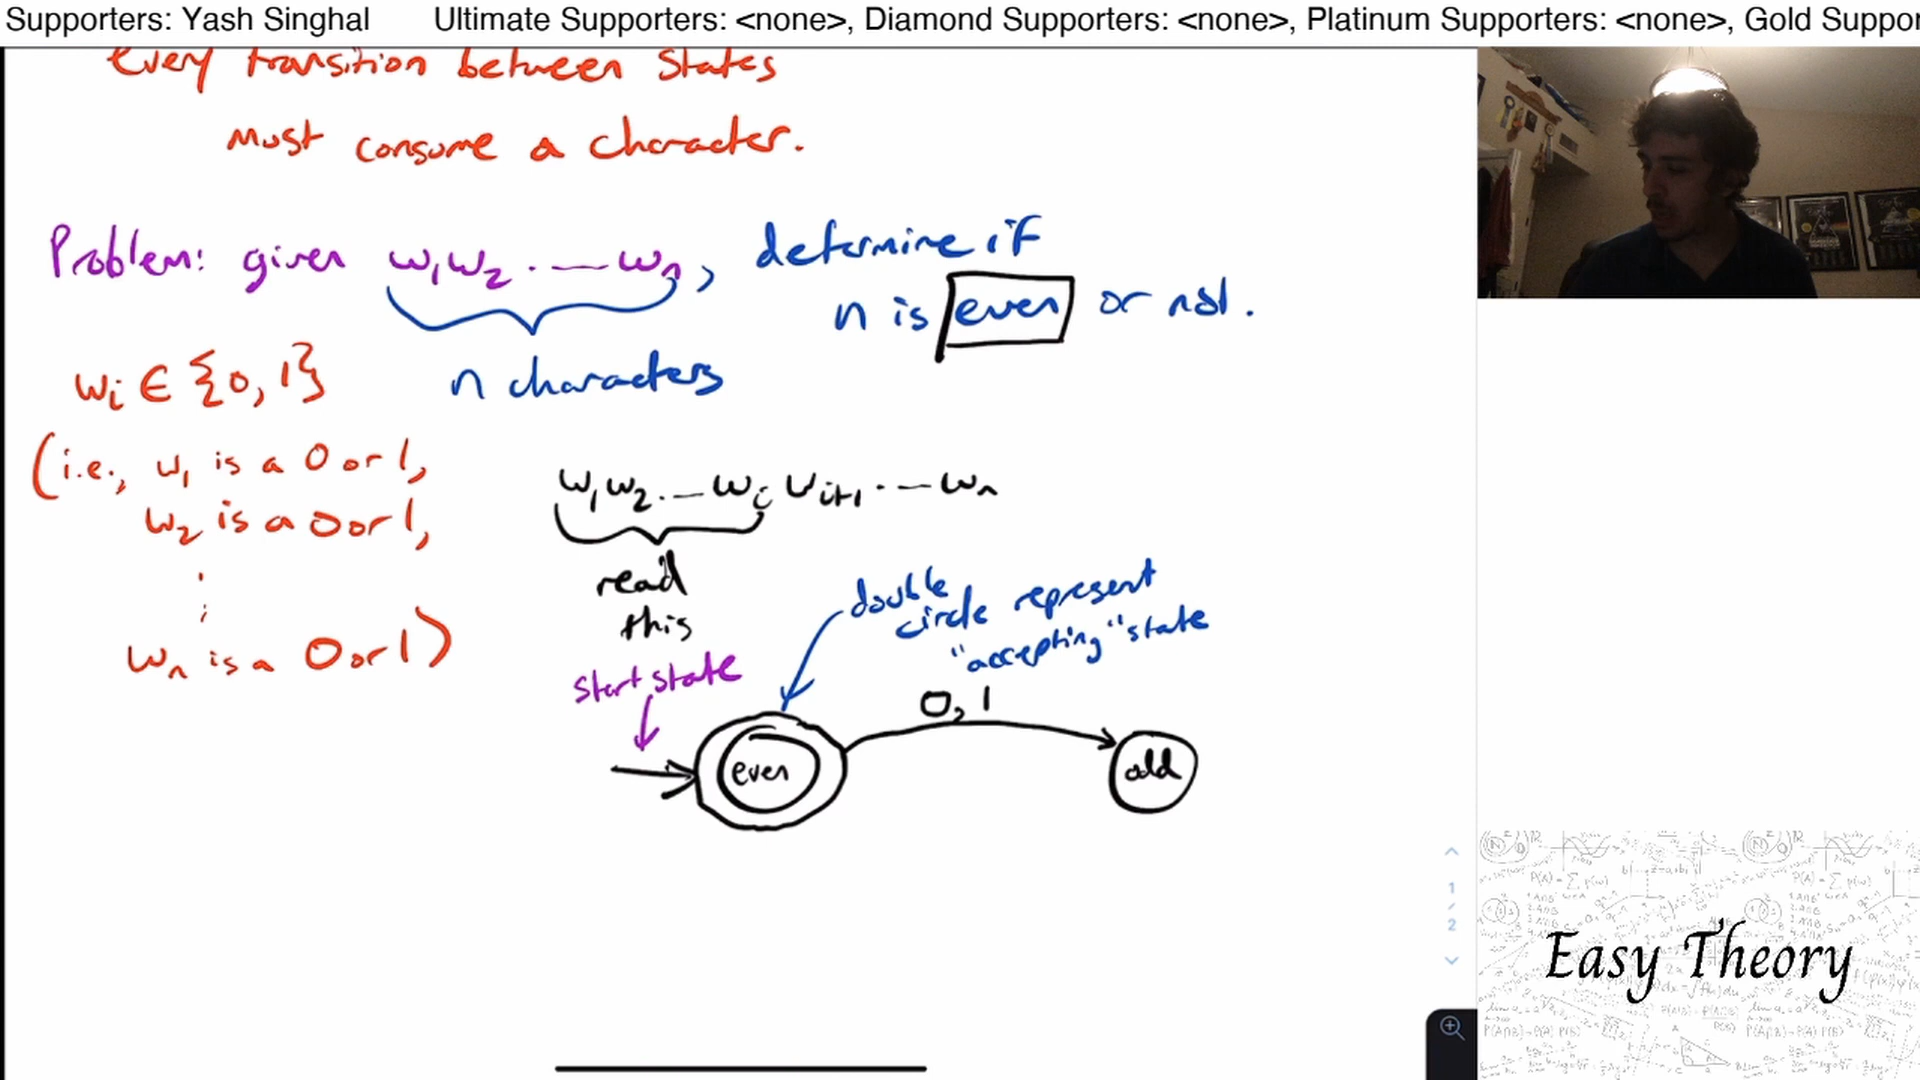 Supporters: Yash Singhal Ultimate Supporters: <none>, Diamond Supporters: <none>, Platinum Supporters: <none>, Gold Suppor
every transition between states
must consume a character.
Problem: given w₁w₂.—wₙ, determine if
n is even or not.
wᵢ ∈ {0, 1}
n characters
(i.e., w₁ is a 0 or 1,
w₂ is a 0 or 1,
wₙ is a 0 or 1)
w₁w₂.—wᵢ wᵢ₊₁.—wₙ
read
this
double
circle represent
"accepting" state
start state
0, 1
even
odd
1
2
Easy Theory